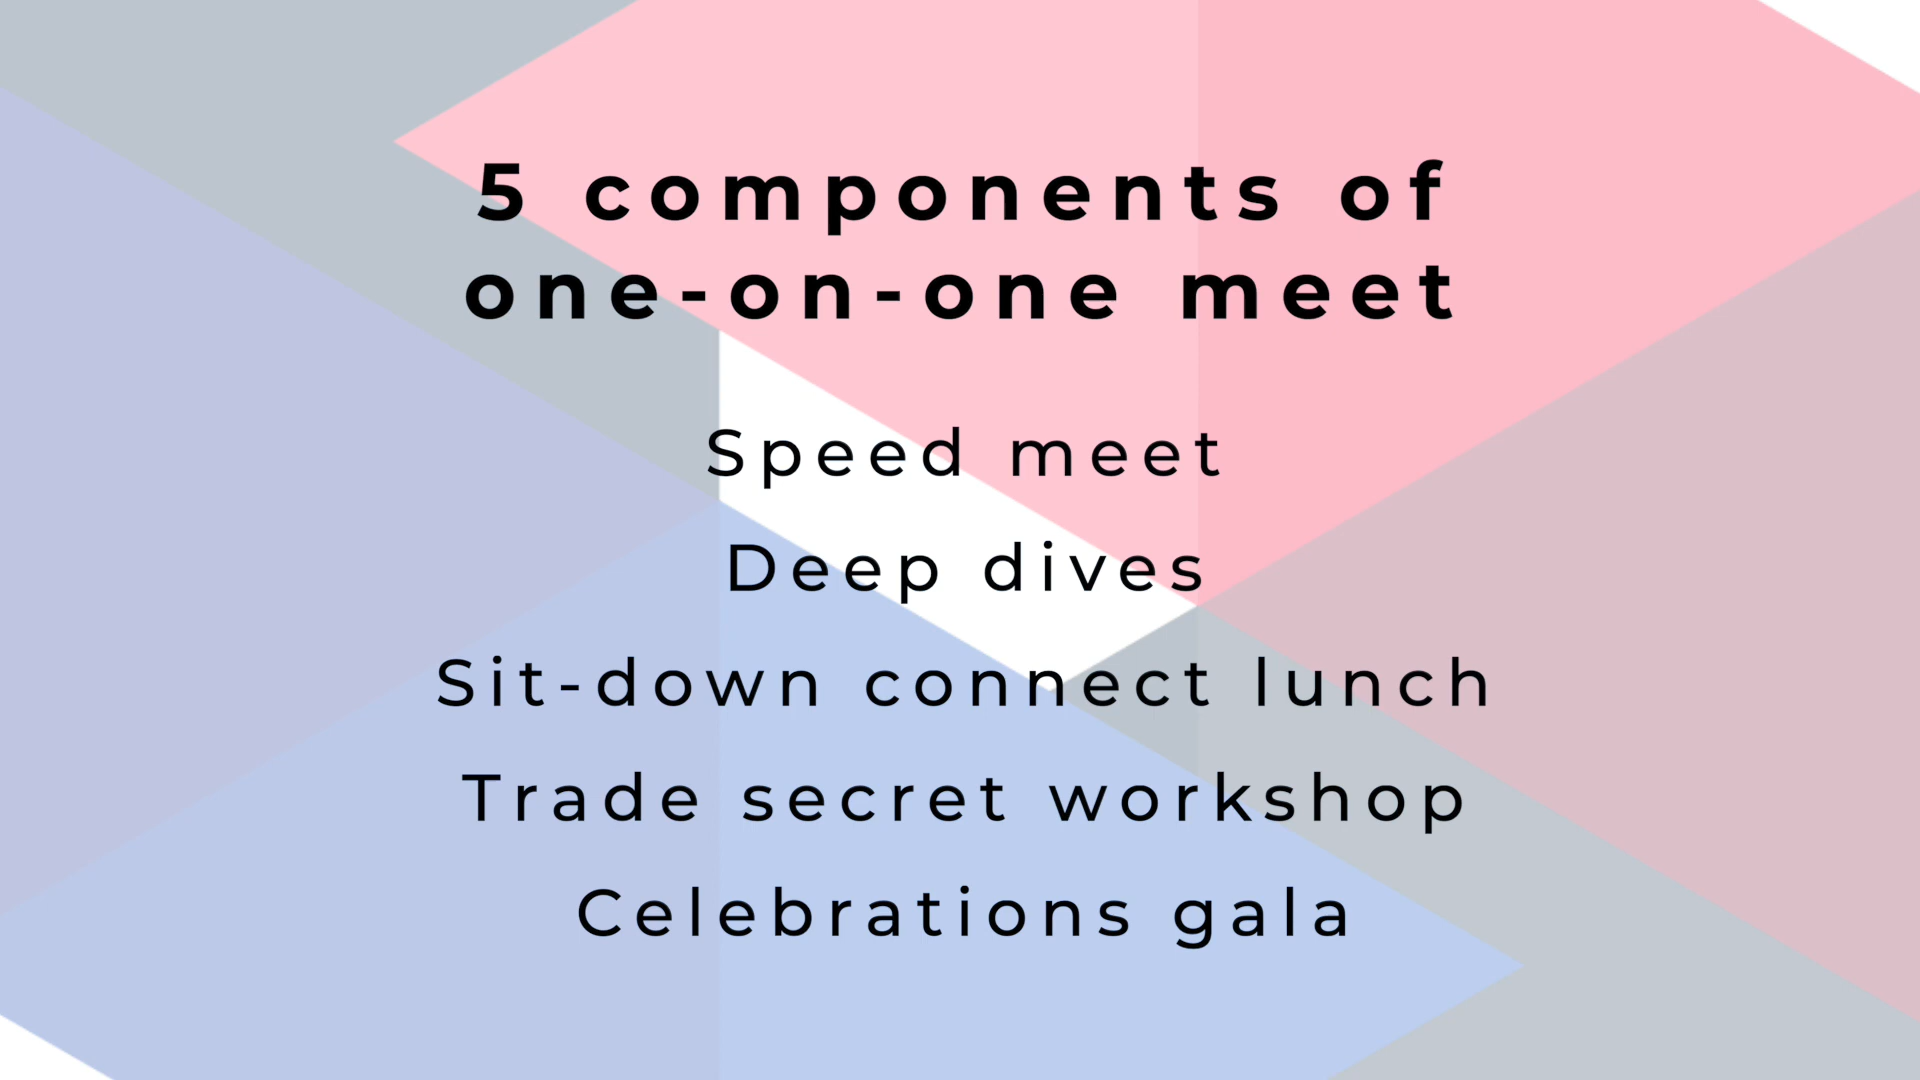 5 components of
one-on-one meet
Speed meet
Deep dives
Sit-down connect lunch
Trade secret workshop
Celebrations gala